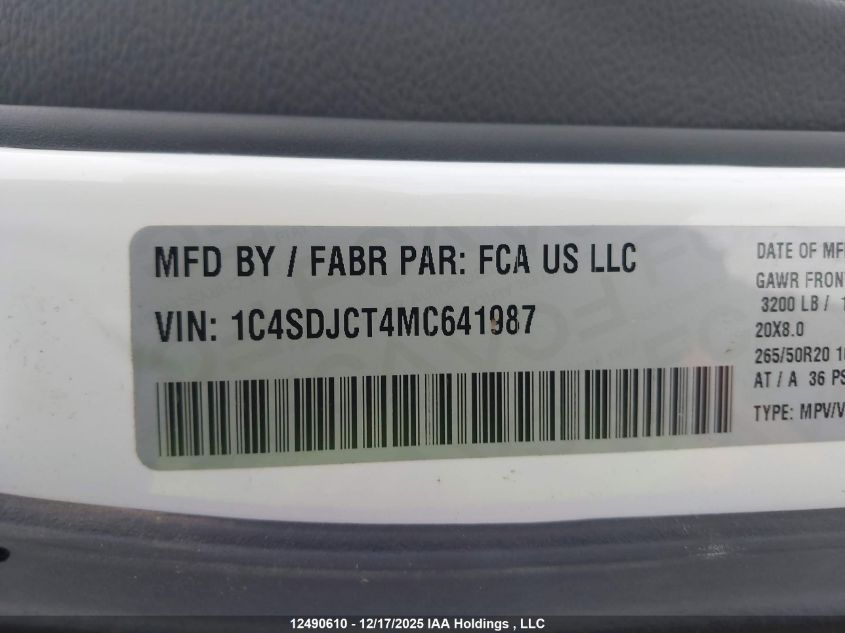 MFD BY / FABR PAR: FCA US LLC
VIN: 1C4SDJCT4MC641987
DATE OF MF
GAWR FRON
3200 LB /
20X8.0
265/50R20
AT / A 36 PS
TYPE: MPV/V
12490610 - 12/17/2025 IAA Holdings , LLC